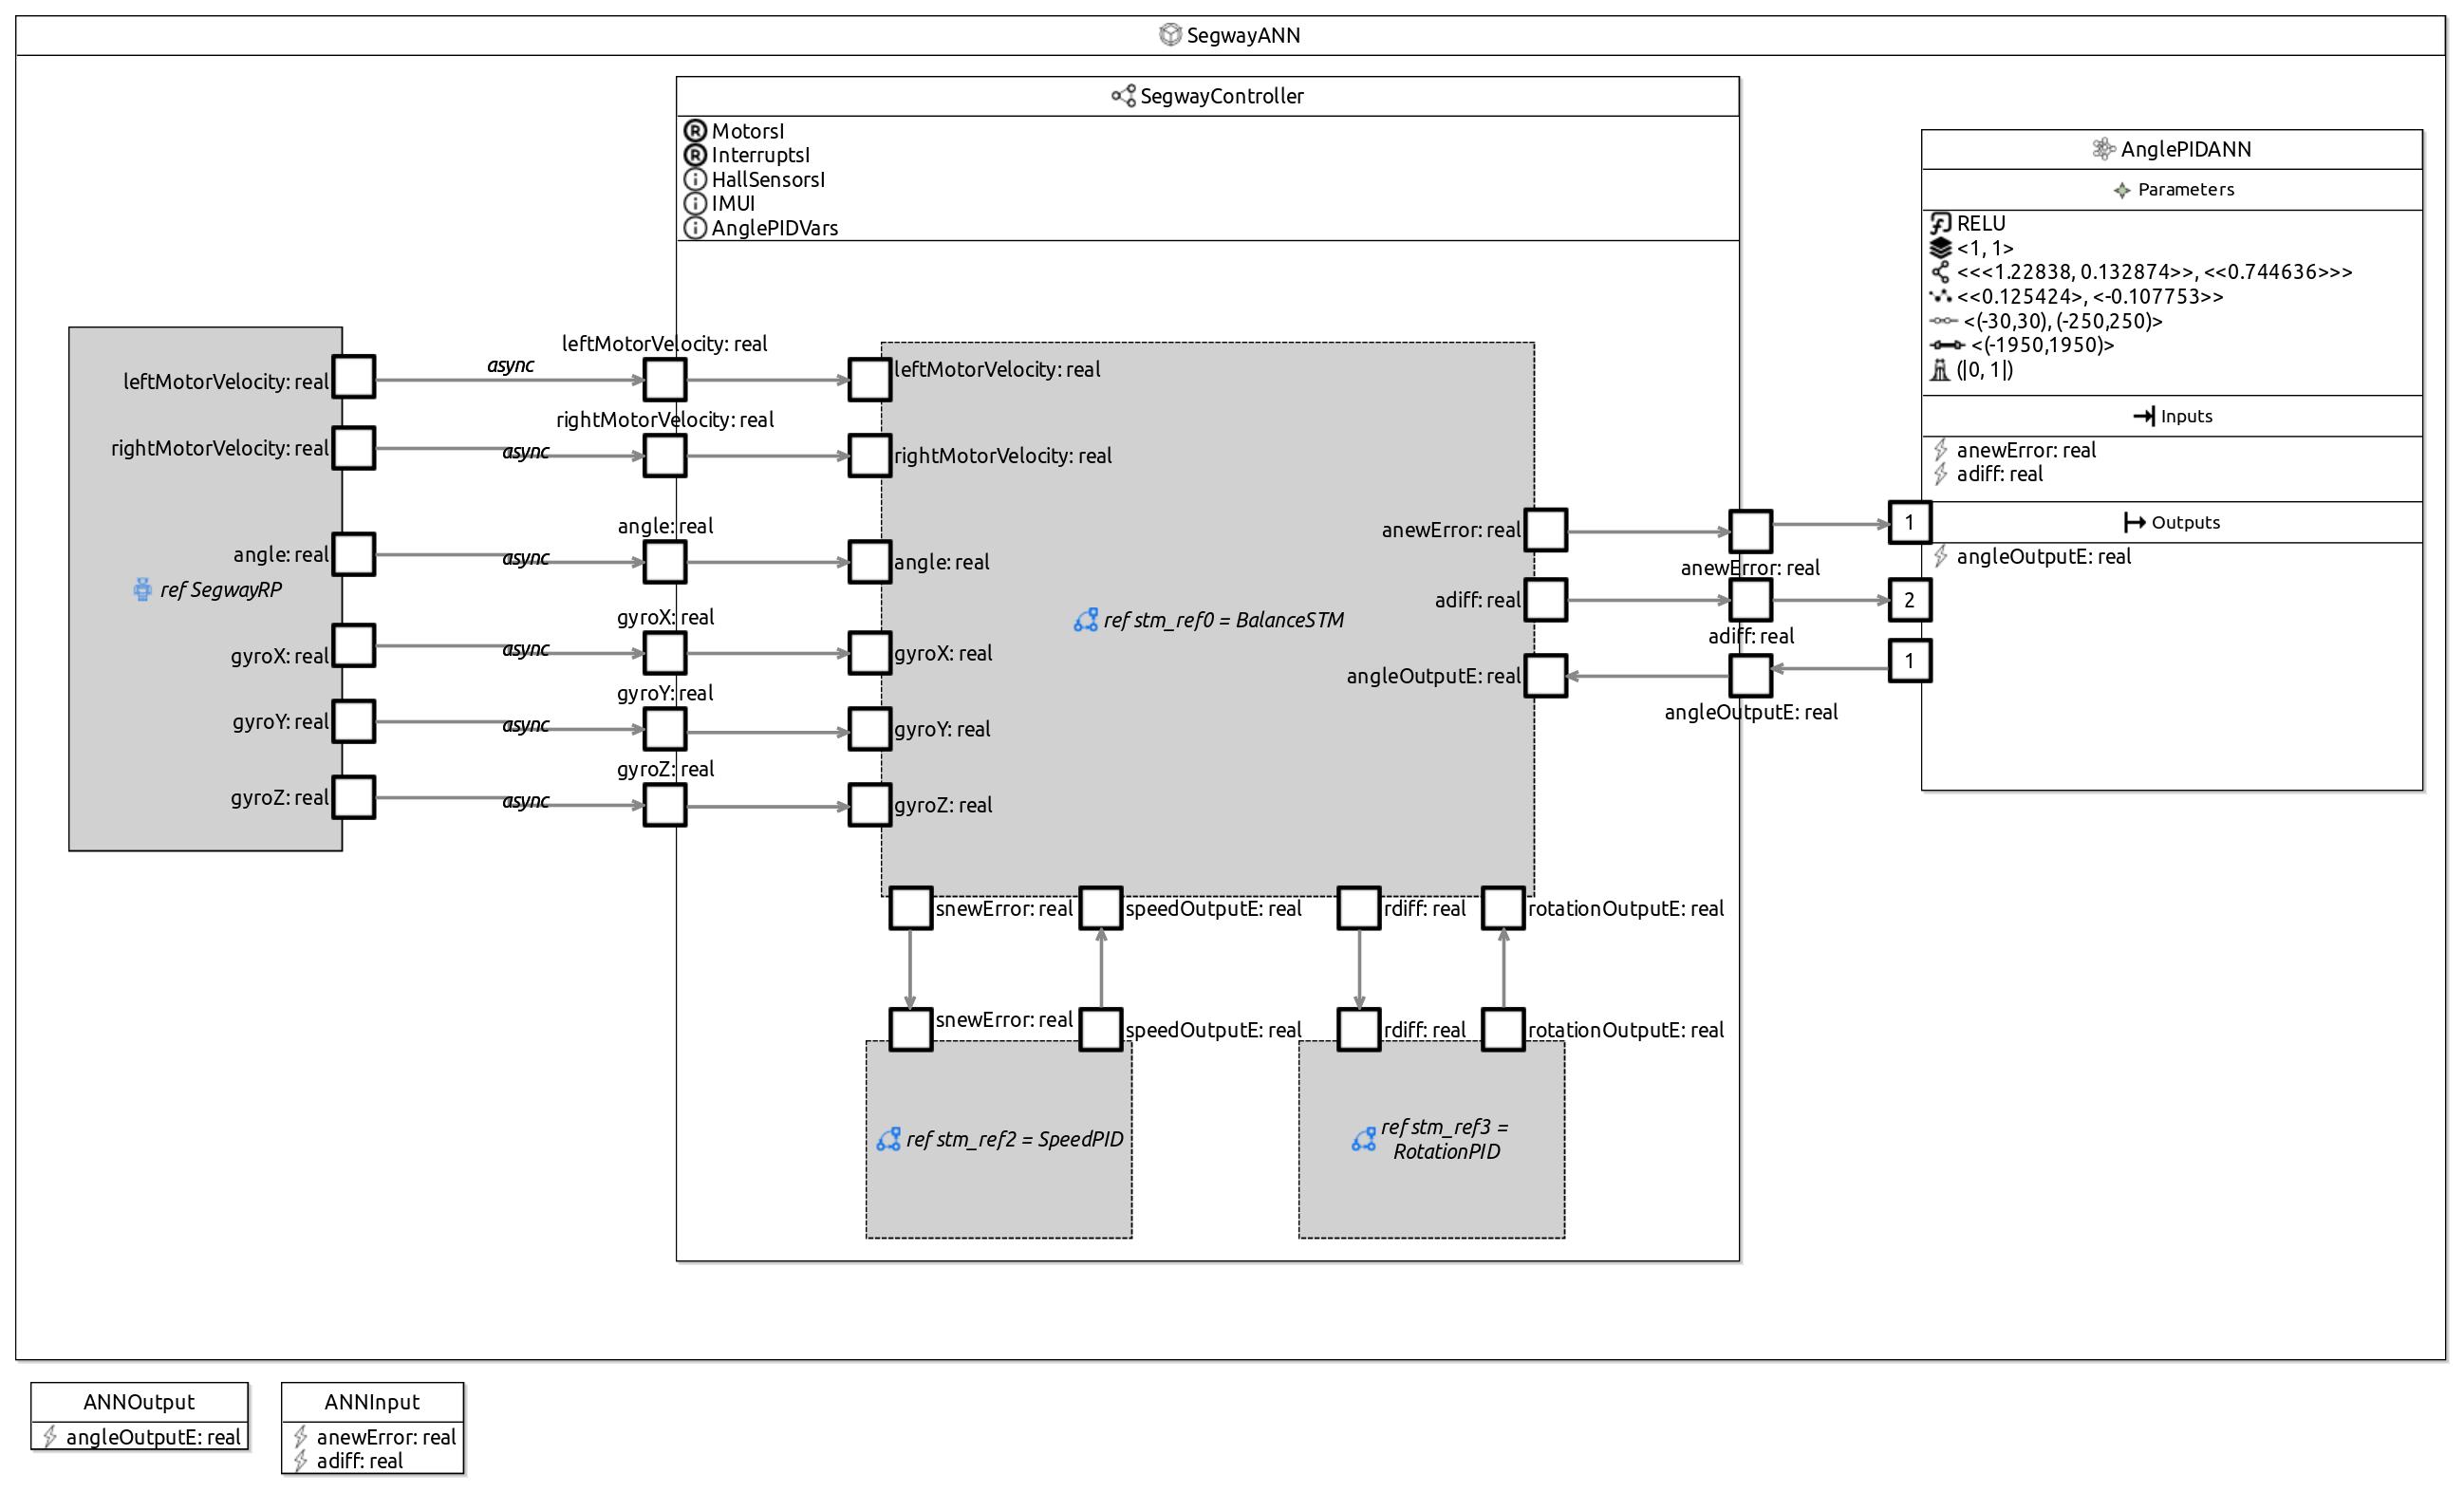 SegwayANN
SegwayController
R MotorsI
R InterruptsI
i HallSensorsI
i IMUI
i AnglePIDVars
leftMotorVelocity: real
rightMotorVelocity: real
angle: real
ref SegwayRP
gyroX: real
gyroY: real
gyroZ: real
async
async
async
async
async
async
leftMotorVelocity: real
rightMotorVelocity: real
angle: real
gyroX: real
gyroY: real
gyroZ: real
leftMotorVelocity: real
rightMotorVelocity: real
angle: real
gyroX: real
gyroY: real
gyroZ: real
ref stm_ref0 = BalanceSTM
anewError: real
adiff: real
angleOutputE: real
anewError: real
adiff: real
angleOutputE: real
1
2
1
AnglePIDANN
Parameters
RELU
<1, 1>
<<<1.22838, 0.132874>>, <<0.744636>>>
<<0.125424>, <-0.107753>>
<(-30,30), (-250,250)>
<(-1950,1950)>
(|0, 1|)
Inputs
anewError: real
adiff: real
Outputs
angleOutputE: real
snewError: real
speedOutputE: real
rdiff: real
rotationOutputE: real
snewError: real
speedOutputE: real
rdiff: real
rotationOutputE: real
ref stm_ref2 = SpeedPID
ref stm_ref3 =
RotationPID
ANNOutput
angleOutputE: real
ANNInput
anewError: real
adiff: real